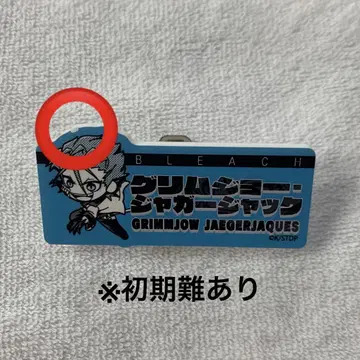 BLEACH
グリムジョー・
ジャガージャック
GRIMMJOW JAEGERJAQUES
©K/STDP
※初期難あり